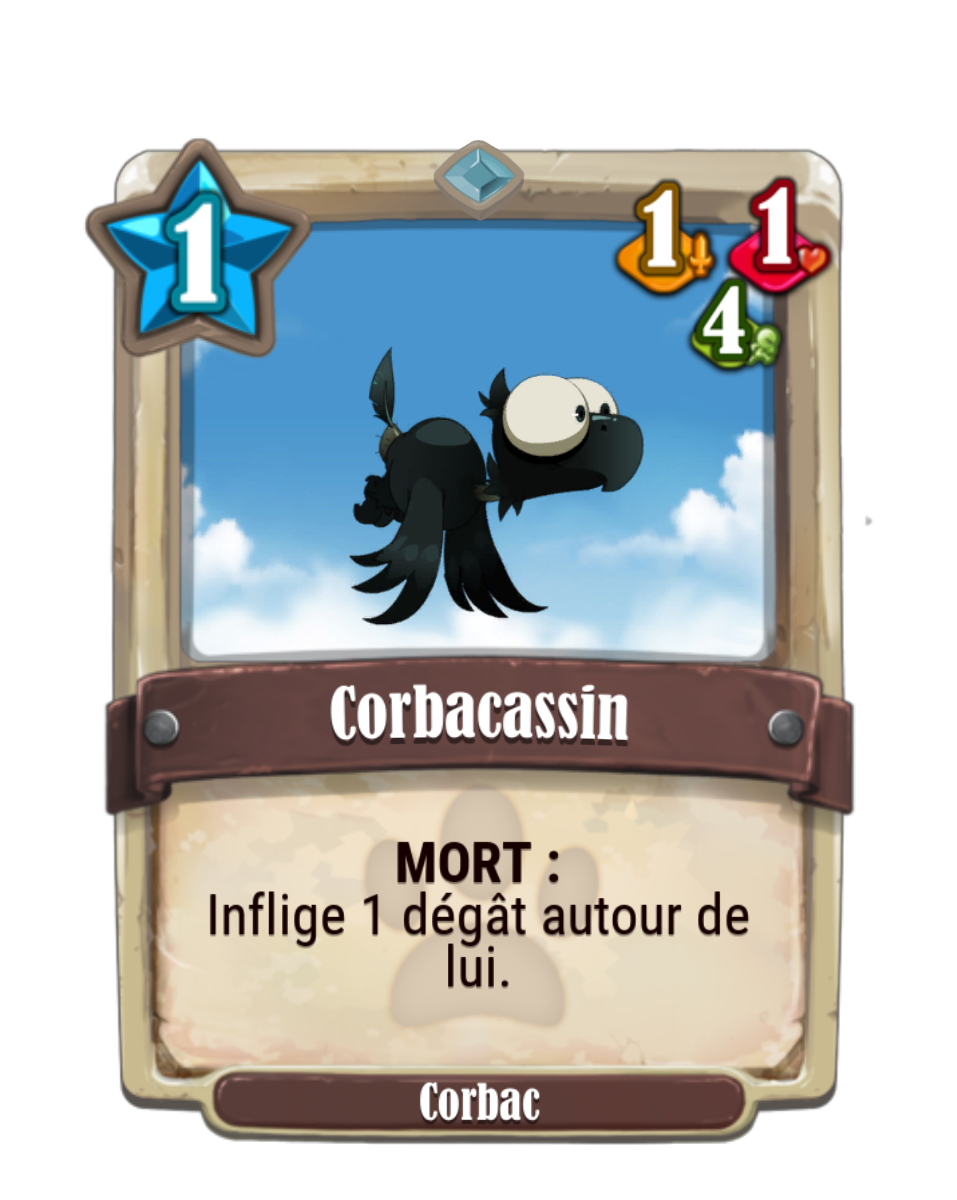 1
1 1
4
Corbacassin
MORT :
Inflige 1 dégât autour de
lui.
Corbac